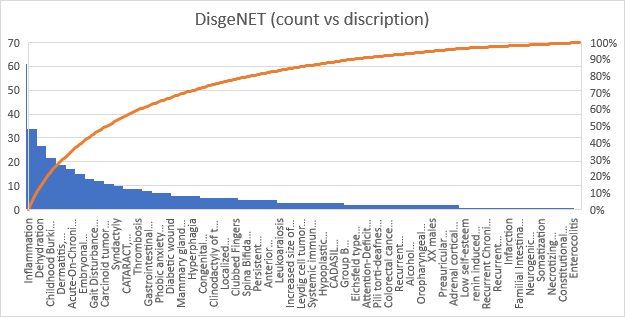 DisgeNET (count vs discription)
70
60
50
40
30
20
10
0
100%
90%
80%
70%
60%
50%
40%
30%
20%
10%
0%
Inflammation
Dehydration
Childhood Burki...
Dermatitis,...
Acute-On-Chroni...
Embryonal...
Gait Disturbance...
Carcinoid tumor...
Syndactyly
CATARACT,...
Thrombosis
Gastrointestinal...
Phobic anxiety...
Diabetic wound
Mammary gland...
Hyperphagia
Congenital...
Clinodactyly of t...
Localized...
Clubbed Fingers
Spina Bifida...
Persistent...
Anterior...
Leukoaraiosis
Increased size of...
Leydig cell tumor...
Systemic immun...
Hypoplastic...
CADASIL...
Group B...
Eichsfeld type...
Attention-Deficit...
Pili torti-deafnes...
Colorectal cance...
Recurrent...
Alcohol...
Oropharyngeal...
XX males
Preauricular...
Adrenal cortical...
Low self-esteem
renin induced...
Recurrent Chroni...
Recurrent...
Infarction
Familial Intestina...
Neurogenic...
Somatization
Necrotizing...
Constitutional...
Enterocolitis